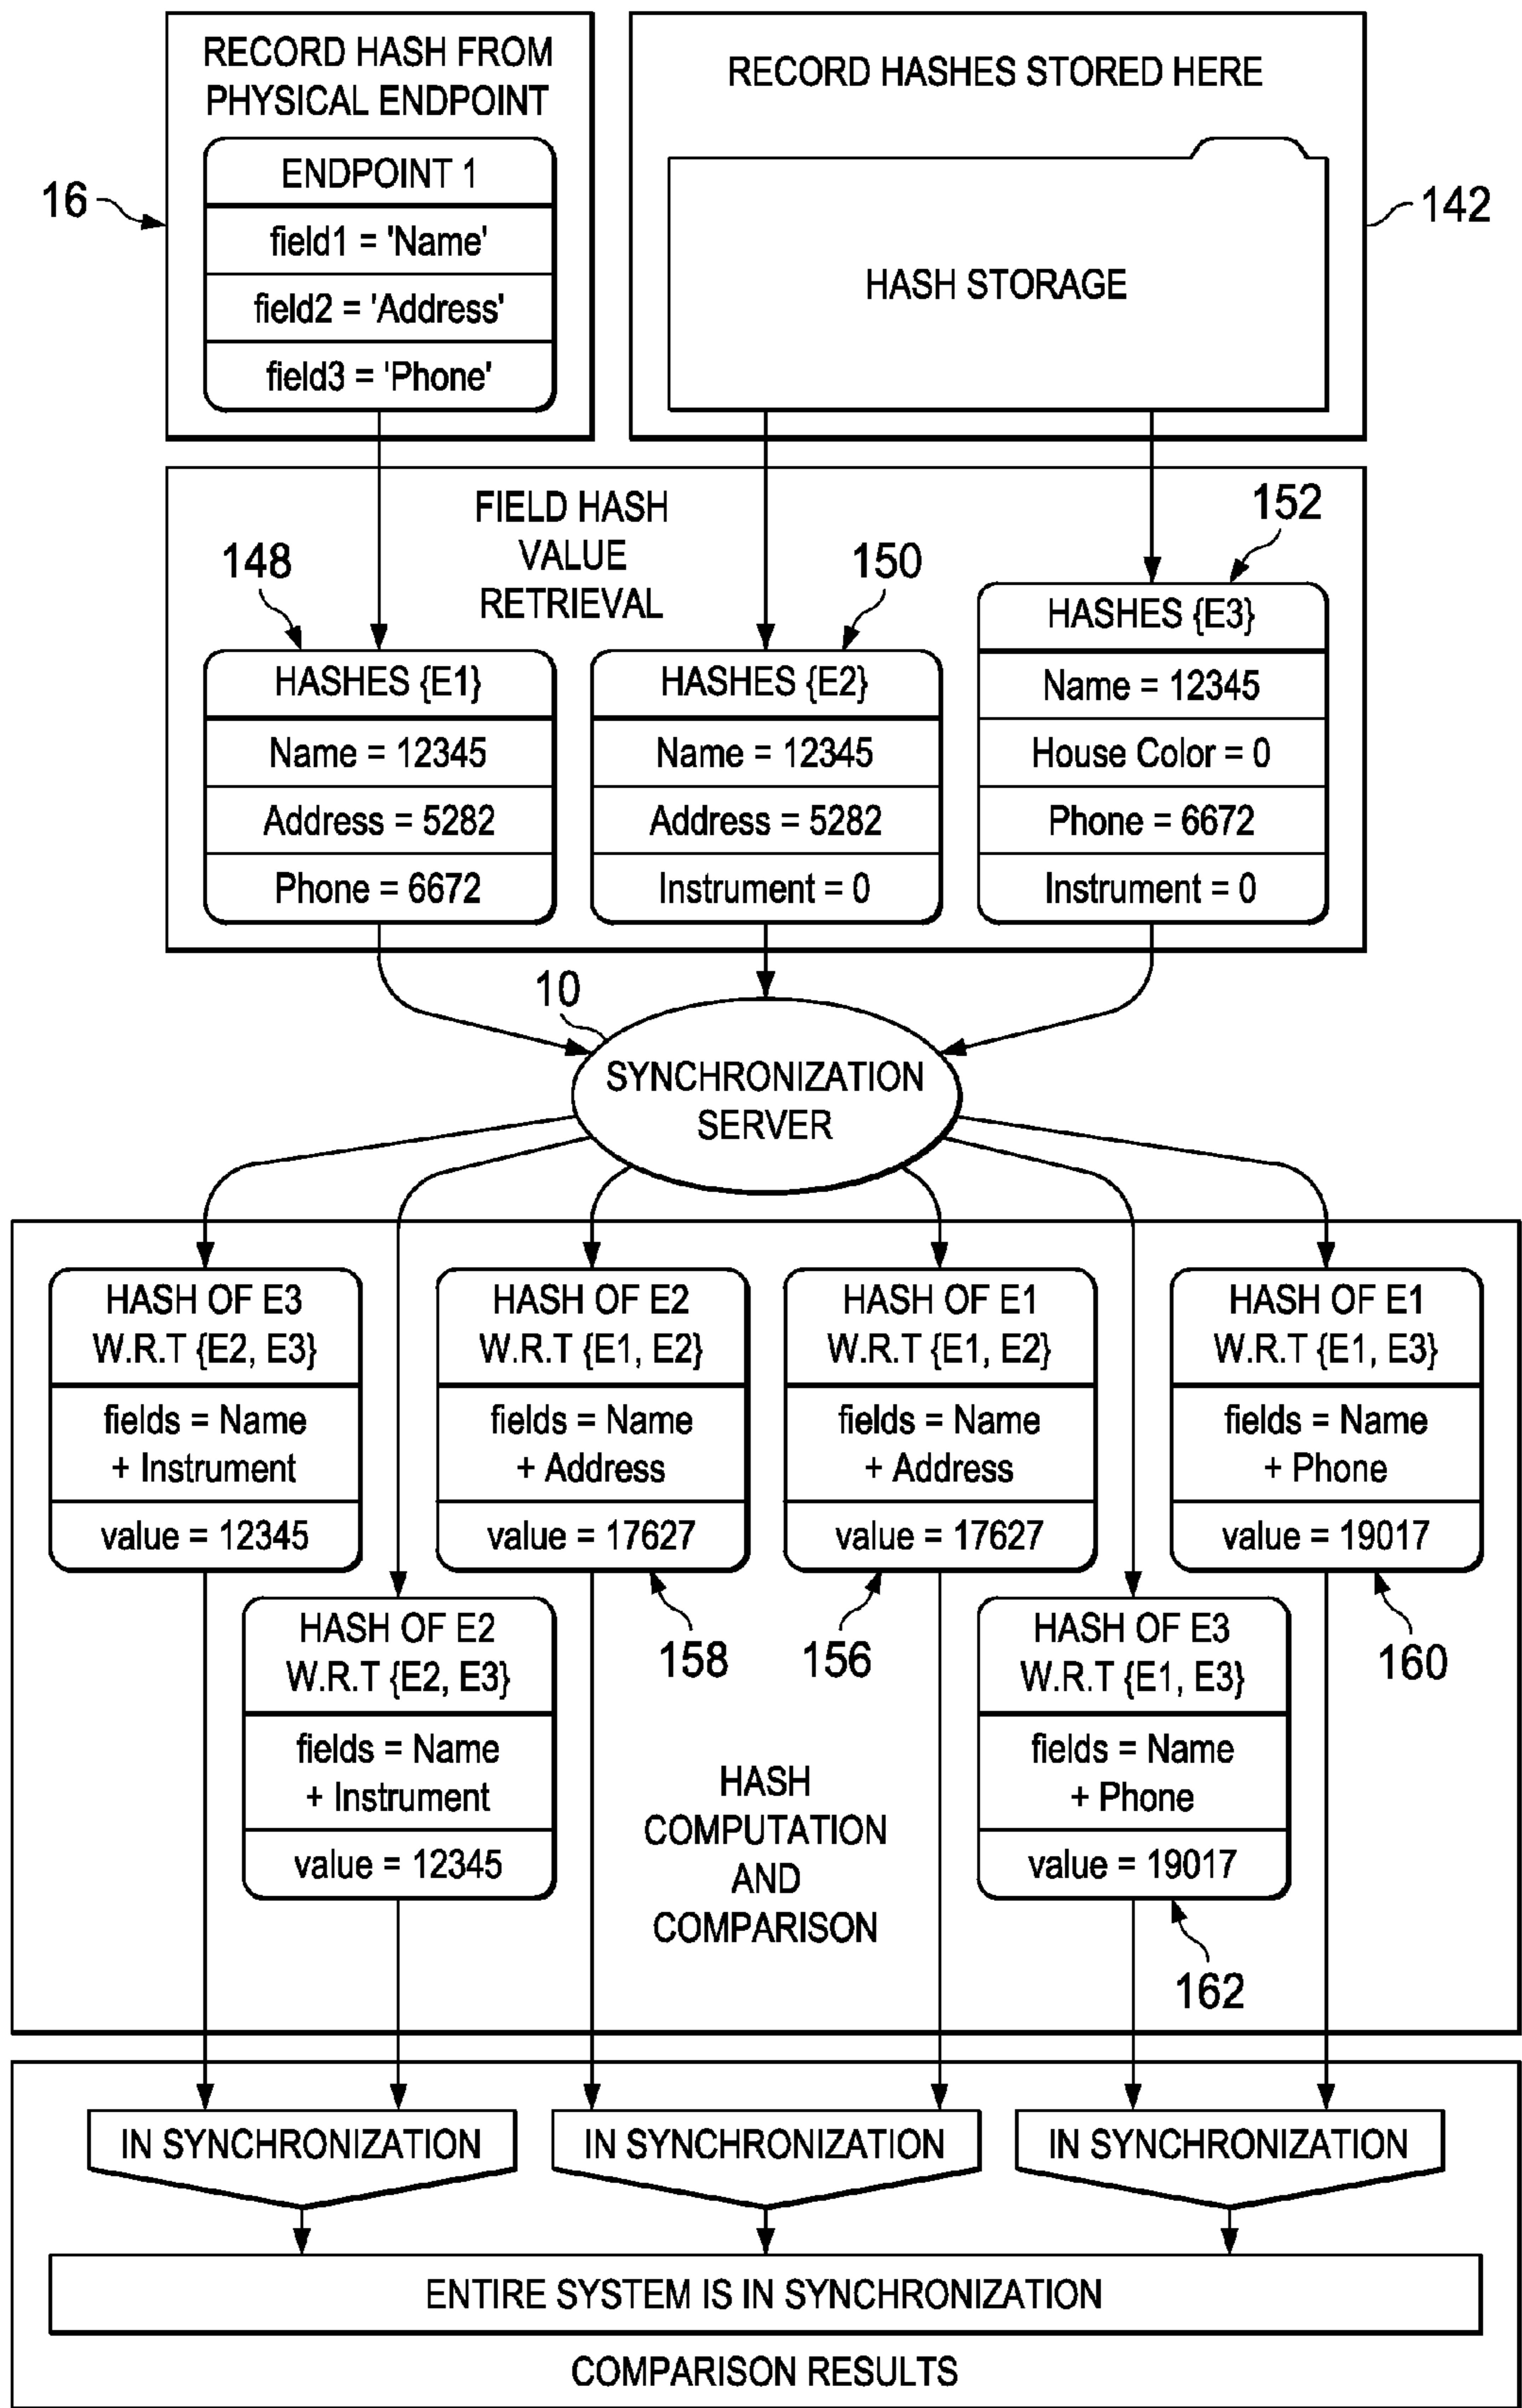 RECORD HASH FROM
PHYSICAL ENDPOINT
ENDPOINT 1
field1 = 'Name'
field2 = 'Address'
field3 = 'Phone'
16
RECORD HASHES STORED HERE
HASH STORAGE
142
FIELD HASH
VALUE
RETRIEVAL
148
HASHES {E1}
Name = 12345
Address = 5282
Phone = 6672
150
HASHES {E2}
Name = 12345
Address = 5282
Instrument = 0
152
HASHES {E3}
Name = 12345
House Color = 0
Phone = 6672
Instrument = 0
10
SYNCHRONIZATION
SERVER
HASH OF E3
W.R.T {E2, E3}
fields = Name
+ Instrument
value = 12345
HASH OF E2
W.R.T {E2, E3}
fields = Name
+ Instrument
value = 12345
HASH OF E2
W.R.T {E1, E2}
fields = Name
+ Address
value = 17627
158
HASH OF E1
W.R.T {E1, E2}
fields = Name
+ Address
value = 17627
156
HASH OF E3
W.R.T {E1, E3}
fields = Name
+ Phone
value = 19017
162
HASH OF E1
W.R.T {E1, E3}
fields = Name
+ Phone
value = 19017
160
HASH
COMPUTATION
AND
COMPARISON
IN SYNCHRONIZATION
IN SYNCHRONIZATION
IN SYNCHRONIZATION
ENTIRE SYSTEM IS IN SYNCHRONIZATION
COMPARISON RESULTS